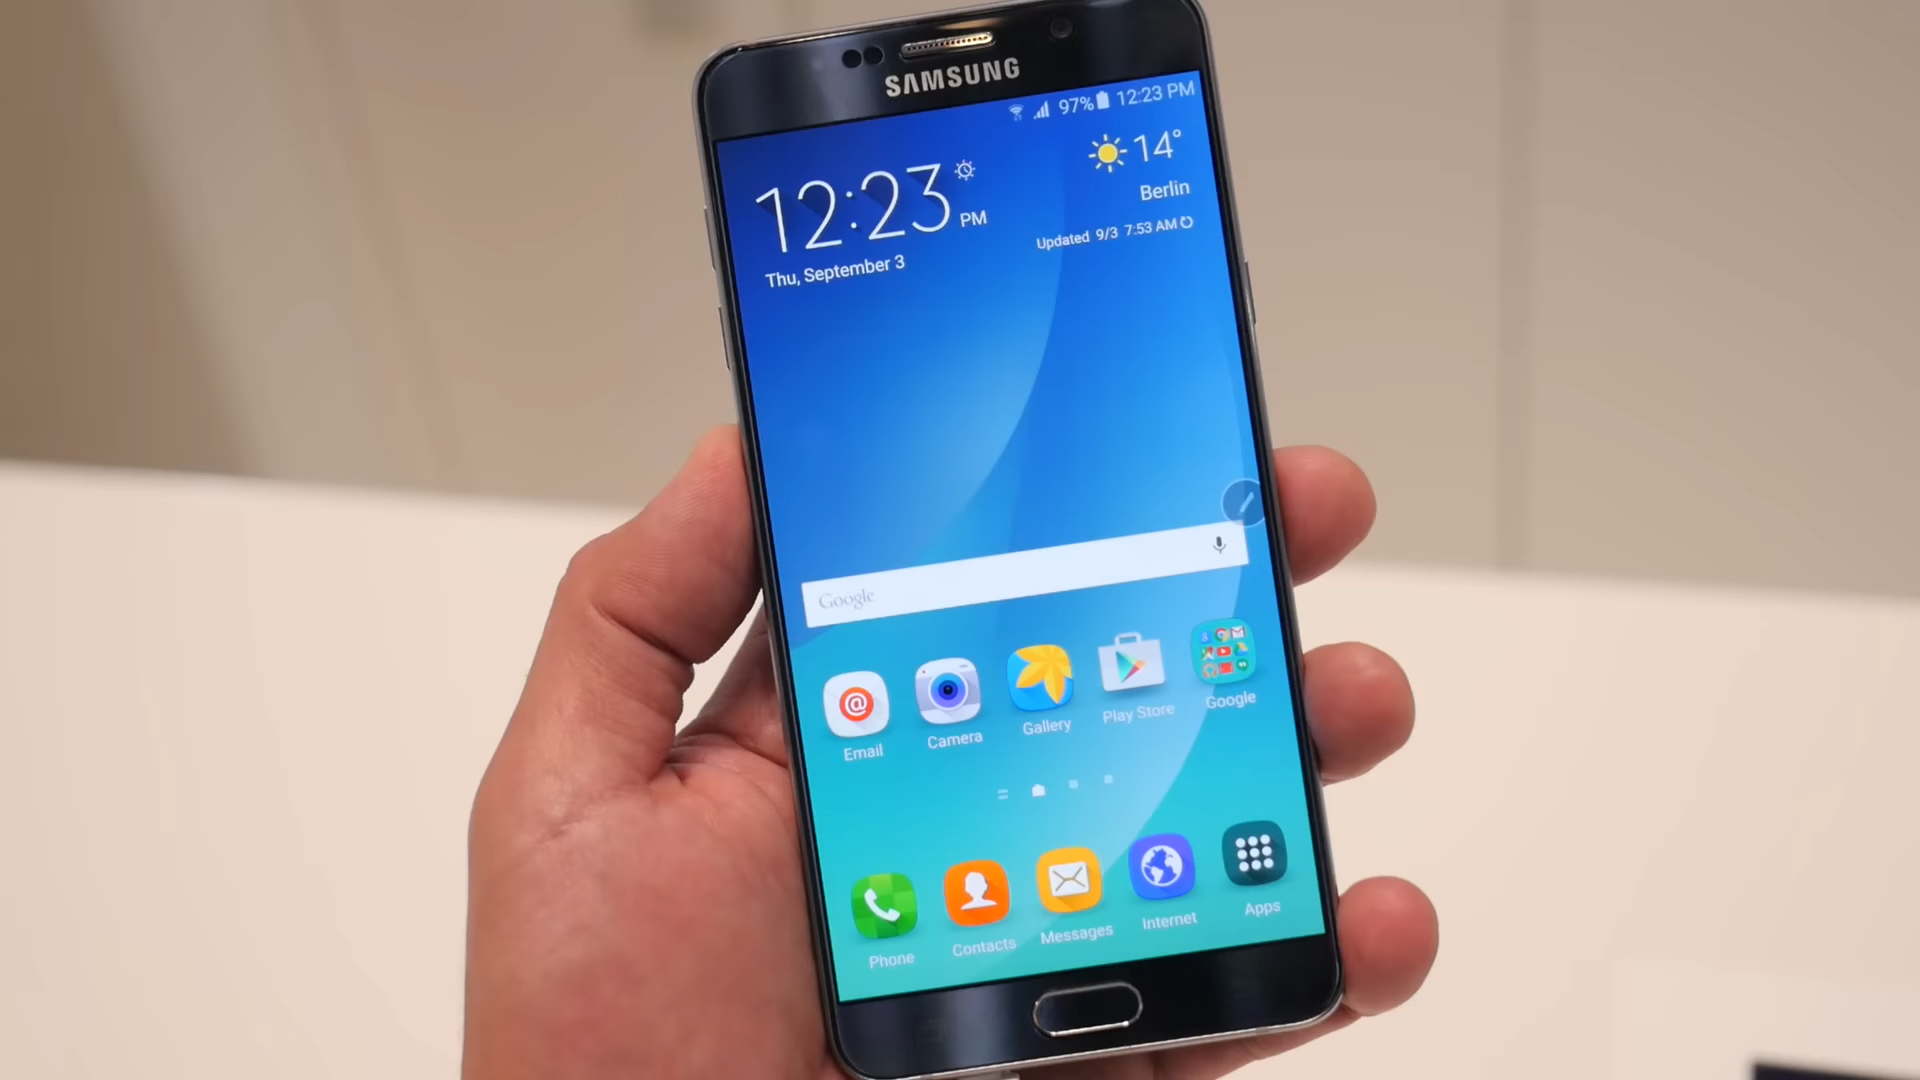 SAMSUNG
97% 12:23 PM
12:23 PM
Thu, September 3
14°
Berlin
Updated 9/3 7:53 AM
Google
Email
Camera
Gallery
Play Store
Google
Phone
Contacts
Messages
Internet
Apps